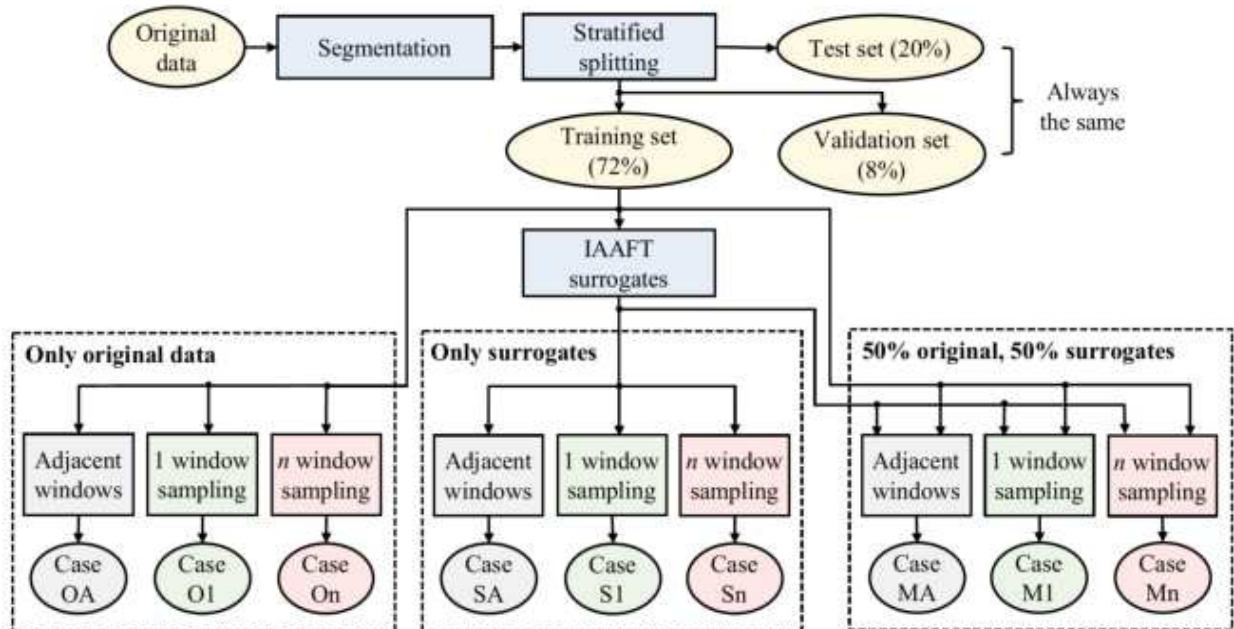 Original
data
Segmentation
Stratified
splitting
Test set (20%)
Always
the same
Training set
(72%)
Validation set
(8%)
IAAFT
surrogates
Only original data
Adjacent
windows
1 window
sampling
n window
sampling
Case
OA
Case
O1
Case
On
Only surrogates
Adjacent
windows
1 window
sampling
n window
sampling
Case
SA
Case
S1
Case
Sn
50% original, 50% surrogates
Adjacent
windows
1 window
sampling
n window
sampling
Case
MA
Case
M1
Case
Mn